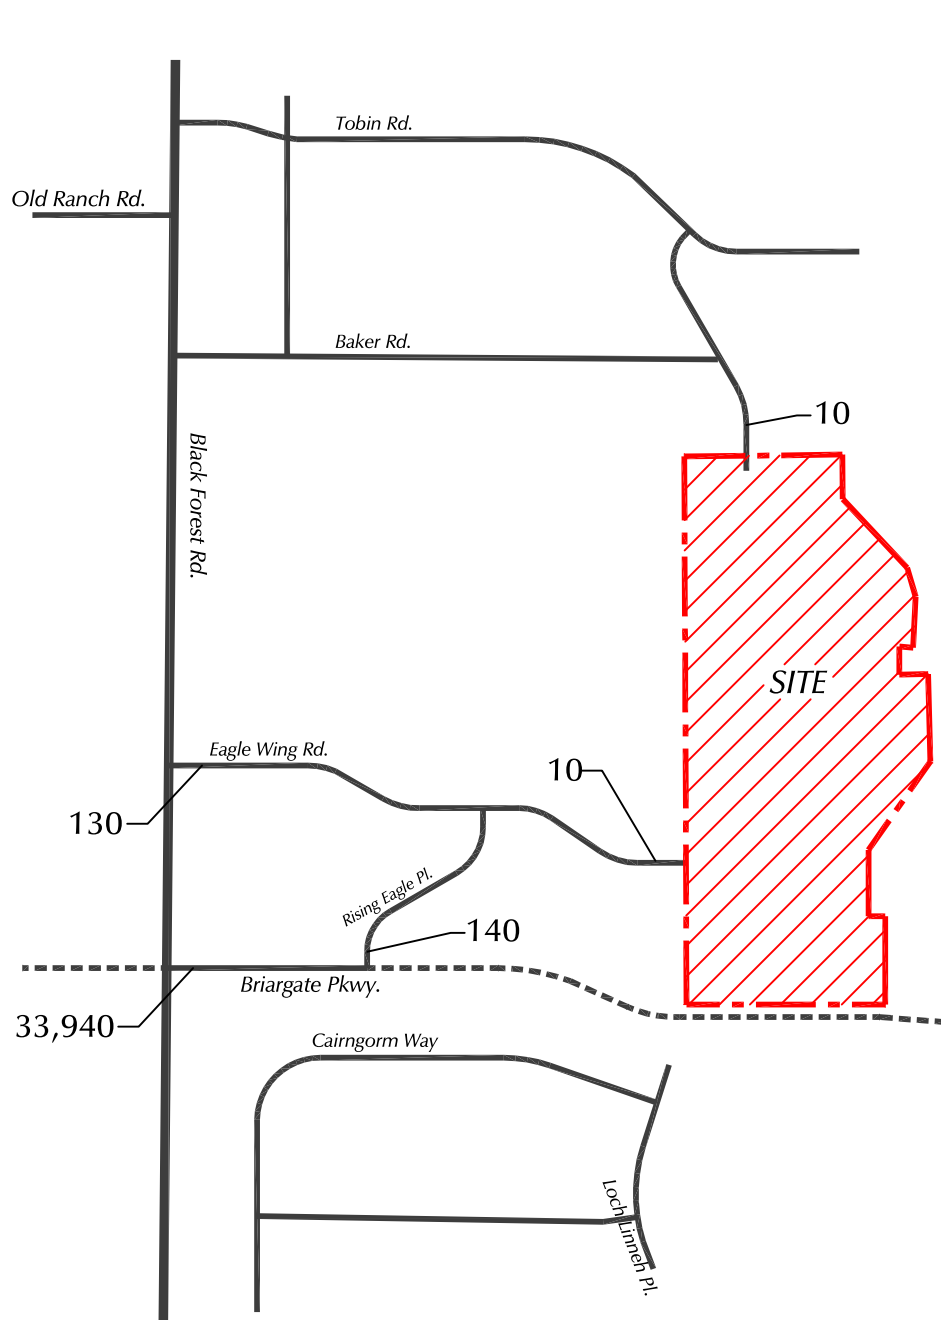 Tobin Rd.
Old Ranch Rd.
Baker Rd.
10
Black Forest Rd.
SITE
Eagle Wing Rd.
10
130
Rising Eagle Pl.
140
Briargate Pkwy.
33,940
Cairngorm Way
Loch Linneh Pl.